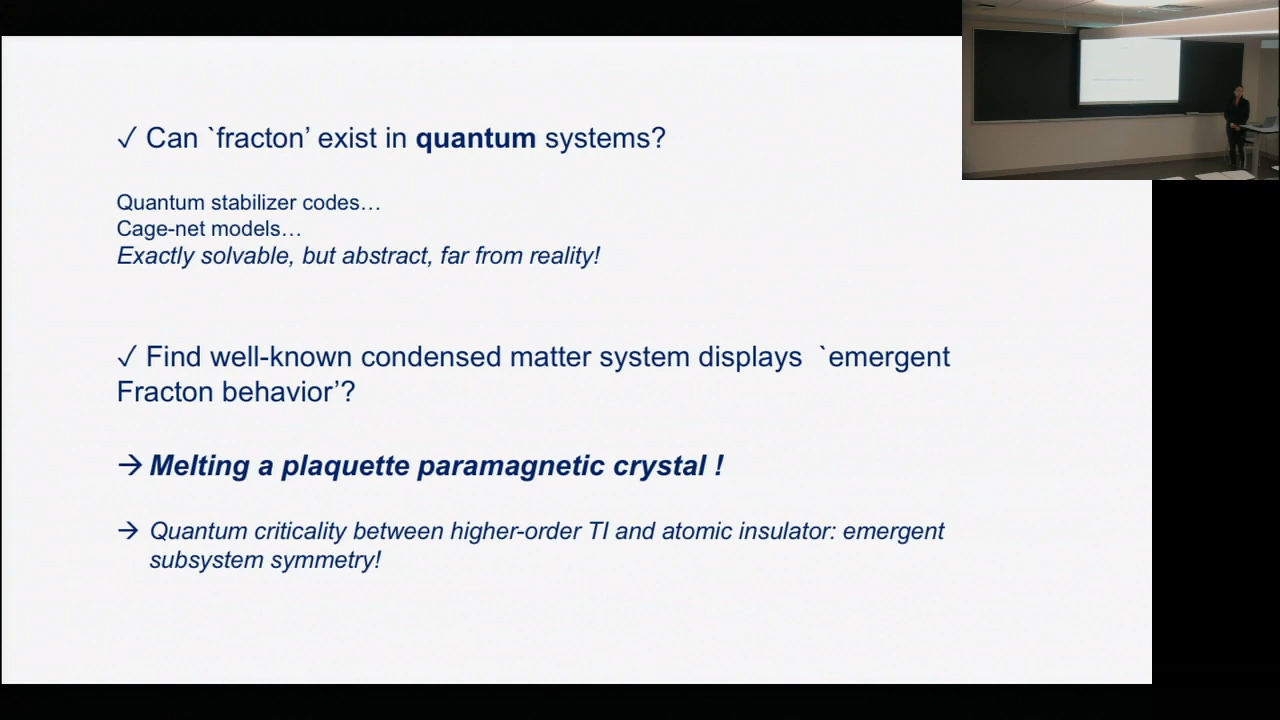 ✓ Can `fracton’ exist in quantum systems?
Quantum stabilizer codes…
Cage-net models…
Exactly solvable, but abstract, far from reality!
✓ Find well-known condensed matter system displays `emergent
Fracton behavior’?
→ Melting a plaquette paramagnetic crystal !
→ Quantum criticality between higher-order TI and atomic insulator: emergent
subsystem symmetry!